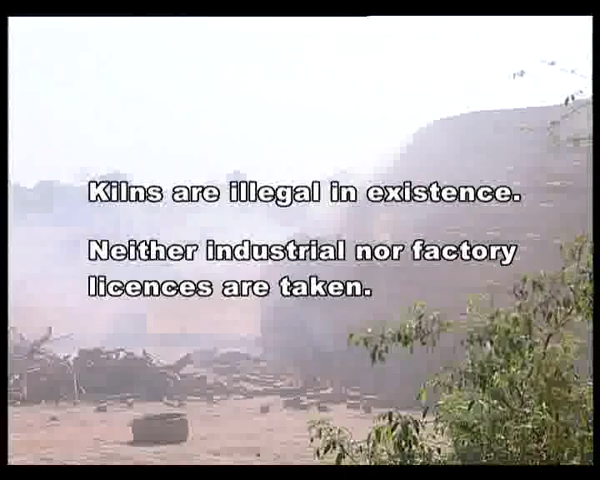 Kilns are illegal in existence.
Neither industrial nor factory
licences are taken.